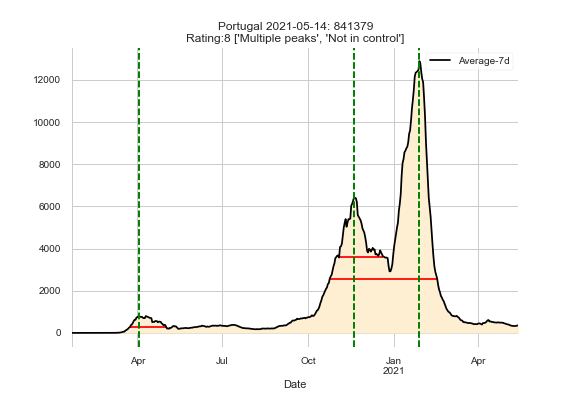 Portugal 2021-05-14: 841379
Rating:8 ['Multiple peaks', 'Not in control']
Average-7d
12000
10000
8000
6000
4000
2000
0
Apr Jul Oct Jan Apr
2021
Date